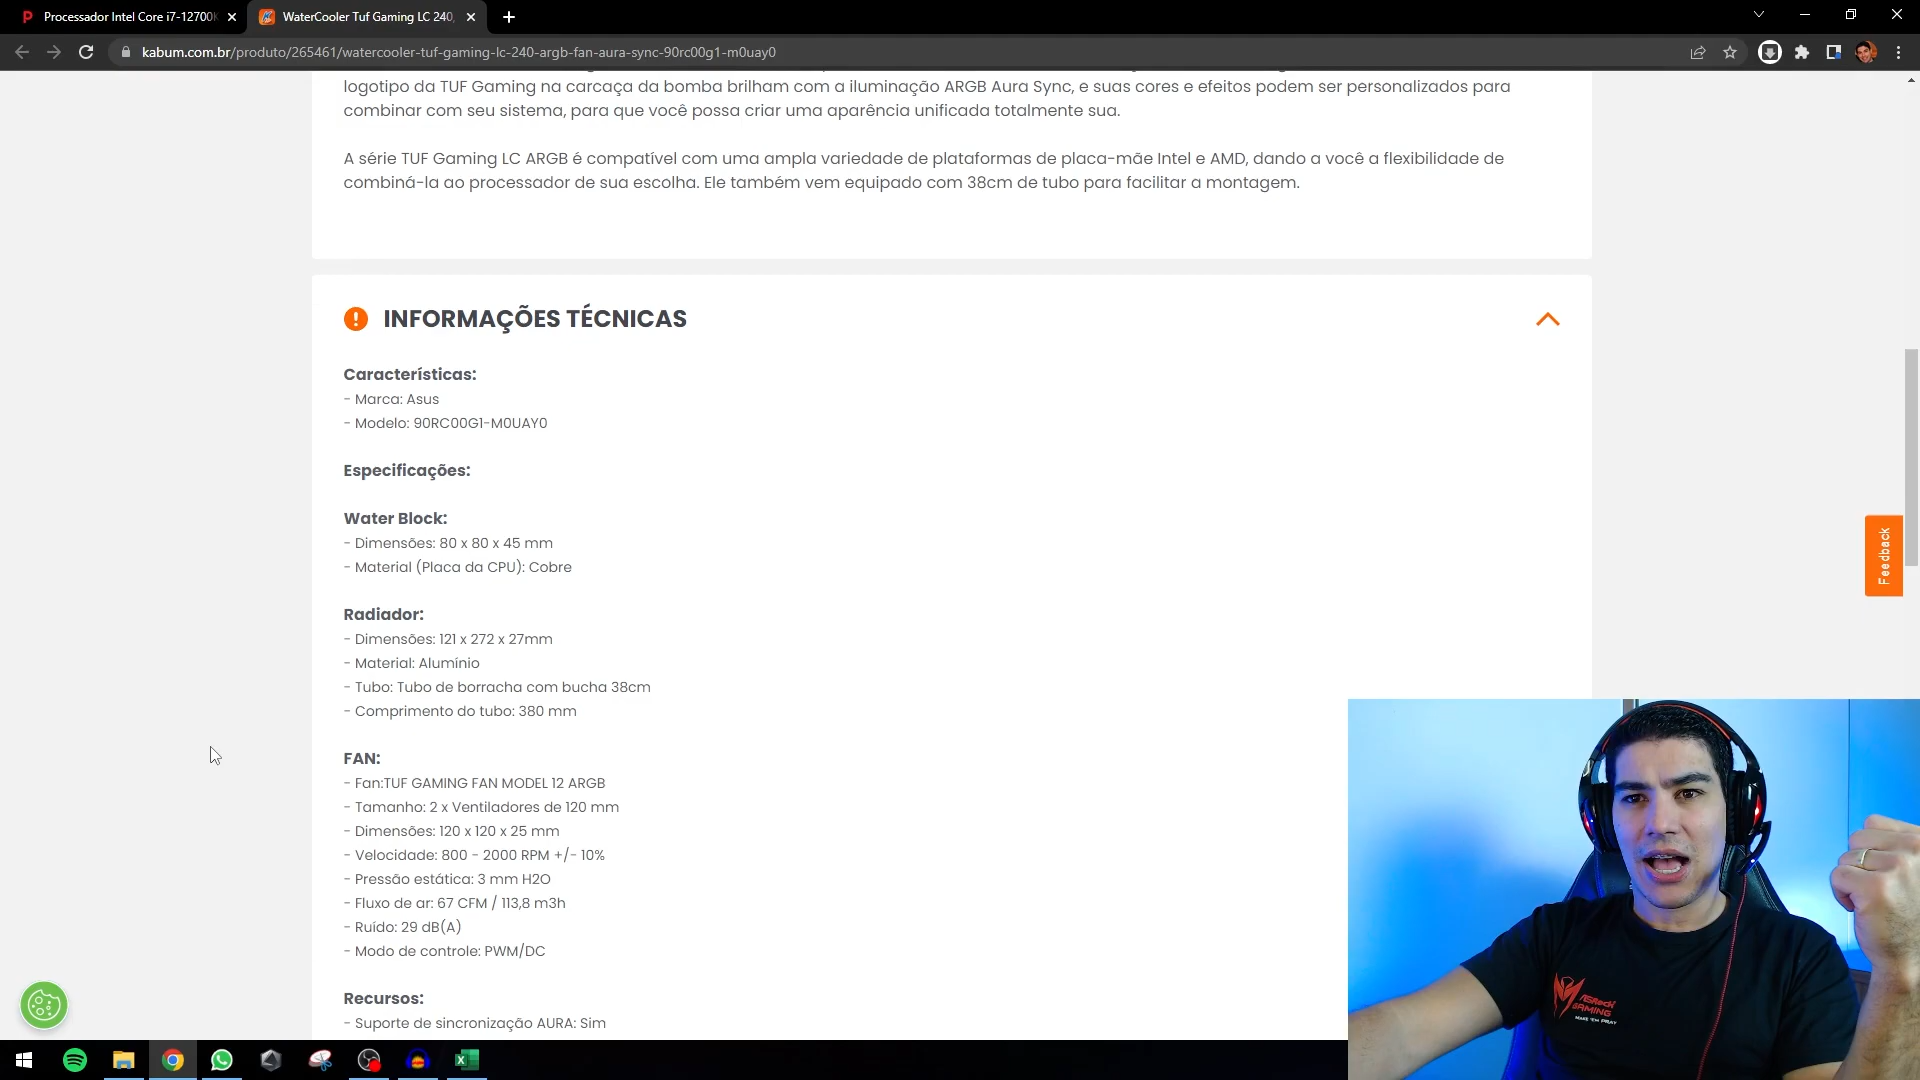 Processador Intel Core i7-12700K
WaterCooler Tuf Gaming LC 240,
kabum.com.br/produto/265461/watercooler-tuf-gaming-lc-240-argb-fan-aura-sync-90rc00g1-m0uay0
logotipo da TUF Gaming na carcaça da bomba brilham com a iluminação ARGB Aura Sync, e suas cores e efeitos podem ser personalizados para
combinar com seu sistema, para que você possa criar uma aparência unificada totalmente sua.
A série TUF Gaming LC ARGB é compatível com uma ampla variedade de plataformas de placa-mãe Intel e AMD, dando a você a flexibilidade de
combiná-la ao processador de sua escolha. Ele também vem equipado com 38cm de tubo para facilitar a montagem.
INFORMAÇÕES TÉCNICAS
Características:
- Marca: Asus
- Modelo: 90RC00G1-M0UAY0
Especificações:
Water Block:
- Dimensões: 80 x 80 x 45 mm
- Material (Placa da CPU): Cobre
Radiador:
- Dimensões: 121 x 272 x 27mm
- Material: Alumínio
- Tubo: Tubo de borracha com bucha 38cm
- Comprimento do tubo: 380 mm
FAN:
- Fan:TUF GAMING FAN MODEL 12 ARGB
- Tamanho: 2 x Ventiladores de 120 mm
- Dimensões: 120 x 120 x 25 mm
- Velocidade: 800 - 2000 RPM +/- 10%
- Pressão estática: 3 mm H2O
- Fluxo de ar: 67 CFM / 113,8 m3h
- Ruído: 29 dB(A)
- Modo de controle: PWM/DC
Recursos:
- Suporte de sincronização AURA: Sim
Feedback
ASRock
GAMING